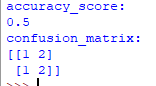 accuracy_score:
0.5
confusion_matrix:
[[1 2]
 [1 2]]
>>>